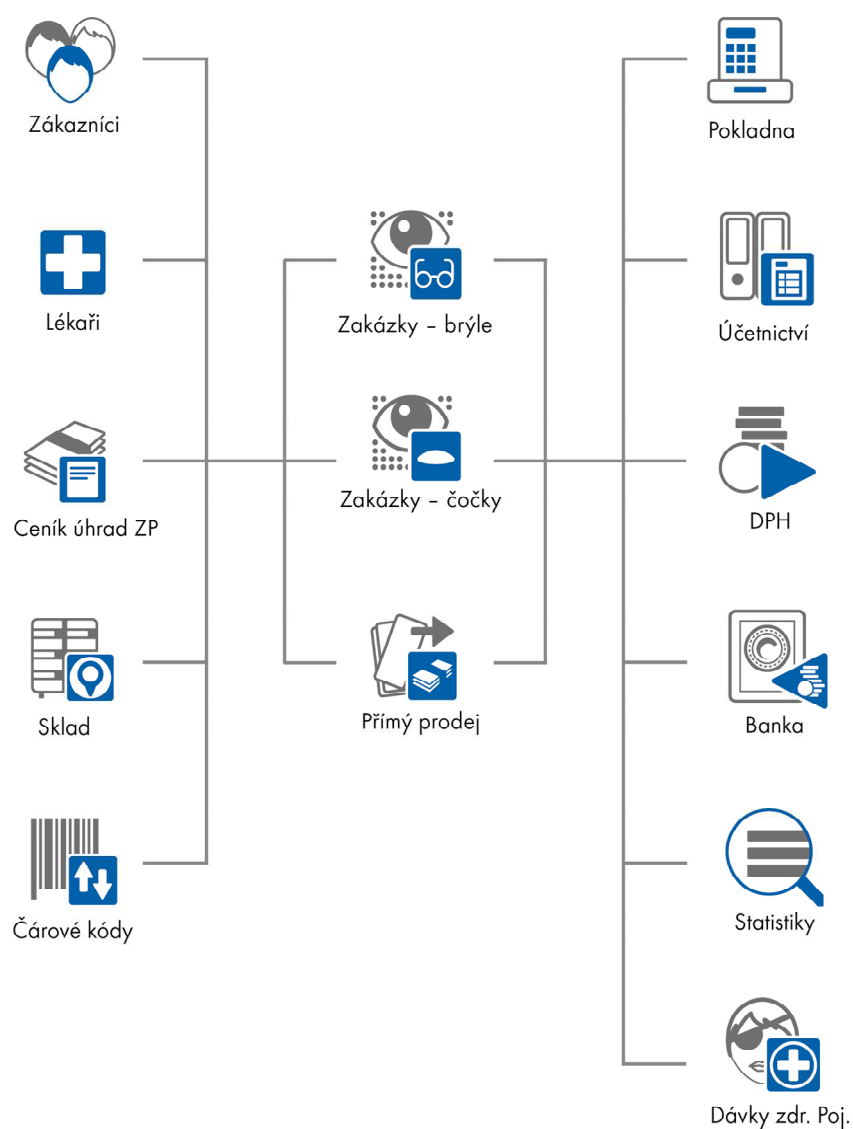 Zákazníci
Pokladna
Lékaři
Zakázky – brýle
Účetnictví
Ceník úhrad ZP
Zakázky – čočky
DPH
Sklad
Přímý prodej
Banka
Čárové kódy
Statistiky
Dávky zdr. Poj.